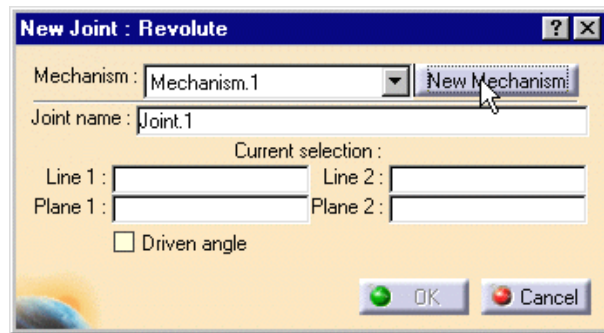 New Joint : Revolute ? X
Mechanism : Mechanism.1 New Mechanism
Joint name : Joint.1
Current selection :
Line 1 : Line 2 :
Plane 1 : Plane 2 :
Driven angle
OK Cancel